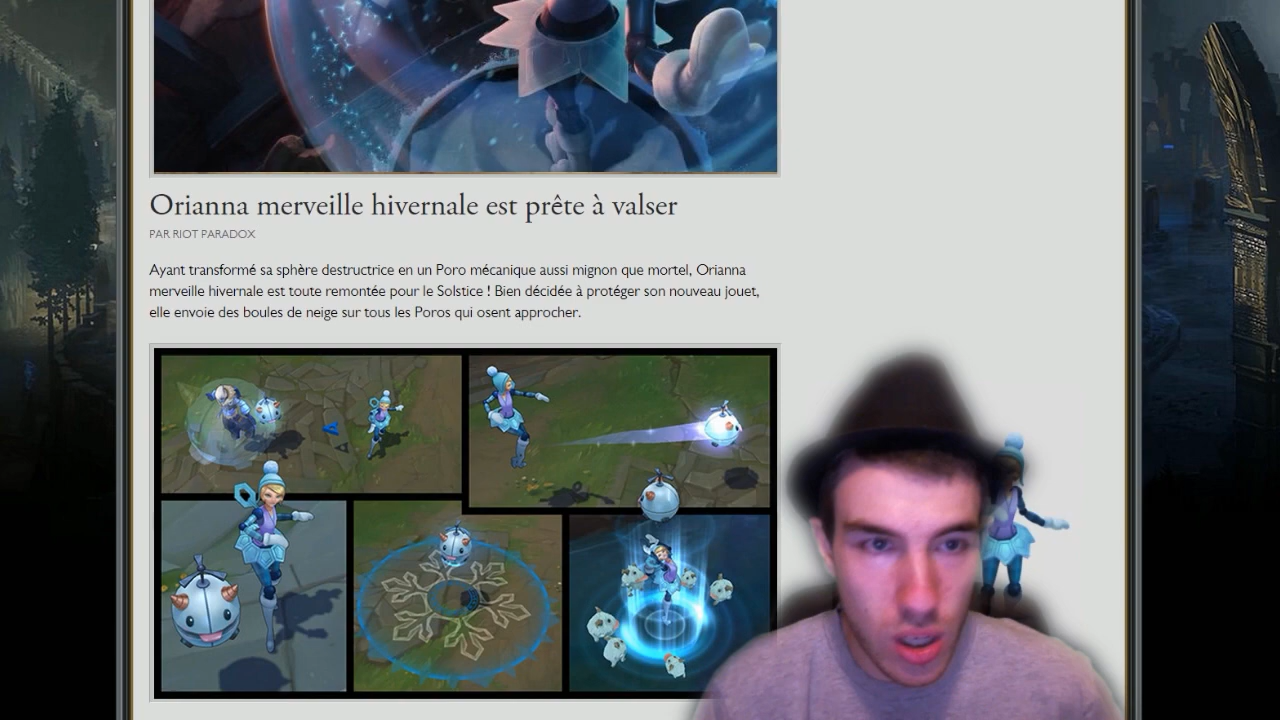 Orianna merveille hivernale est prête à valser
PAR RIOT PARADOX
Ayant transformé sa sphère destructrice en un Poro mécanique aussi mignon que mortel, Orianna
merveille hivernale est toute remontée pour le Solstice ! Bien décidée à protéger son nouveau jouet,
elle envoie des boules de neige sur tous les Poros qui osent approcher.